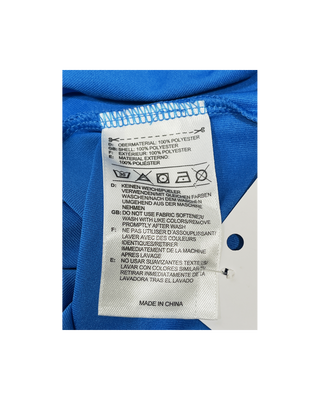 D: OBERMATERIAL: 100% POLYESTER
GB: SHELL: 100% POLYESTER
F: EXTÉRIEUR: 100% POLYESTER
E: MATERIAL EXTERNO:
100% POLIÉSTER
D: KEINEN WEICHSPUELER
VERWENDEN/MIT GLEICHEN FARBEN
WASCHEN/NACH DEM WASCHEN
UMGEHEND AUS DER MASCHINE
NEHMEN
GB: DO NOT USE FABRIC SOFTENER
WASH WITH LIKE COLORS/REMOVE
PROMPTLY AFTER WASH
F: NE PAS UTILISER D'ASSOUPLISSANT/
LAVER AVEC DES COULEURS
IDENTIQUES/RETIRER
IMMEDIATEMENT DE LA MACHINE
APRES LAVAGE
E: NO USAR SUAVIZANTES TEXTILES
LAVAR CON COLORES SIMILARES
RETIRAR INMEDIATAMENTE DE LA
LAVADORA TRAS EL LAVADO
MADE IN CHINA